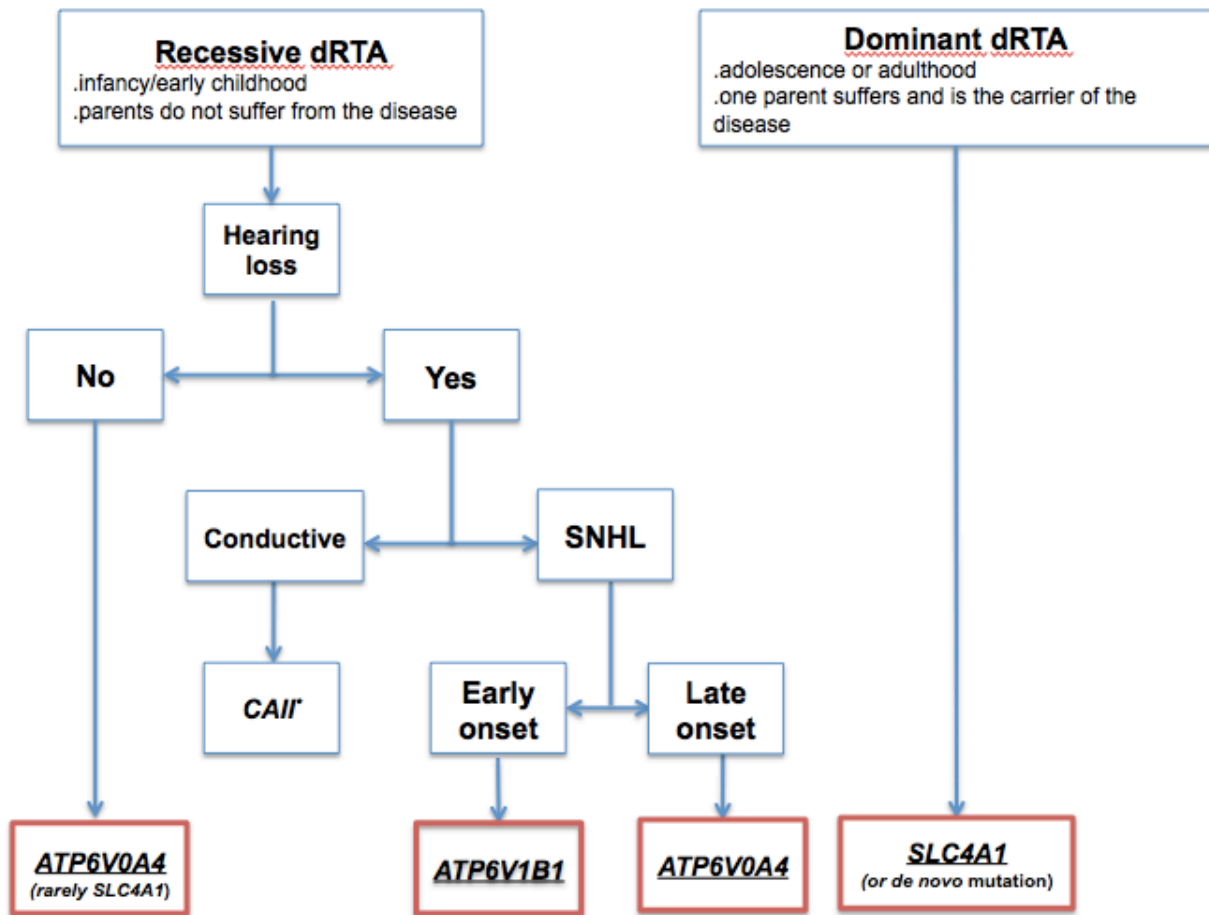 Recessive dRTA
.infancy/early childhood
.parents do not suffer from the disease
Dominant dRTA
.adolescence or adulthood
.one parent suffers and is the carrier of the
disease
Hearing
loss
No
Yes
Conductive
SNHL
CAII*
Early
onset
Late
onset
ATP6V0A4
(rarely SLC4A1)
ATP6V1B1
ATP6V0A4
SLC4A1
(or de novo mutation)